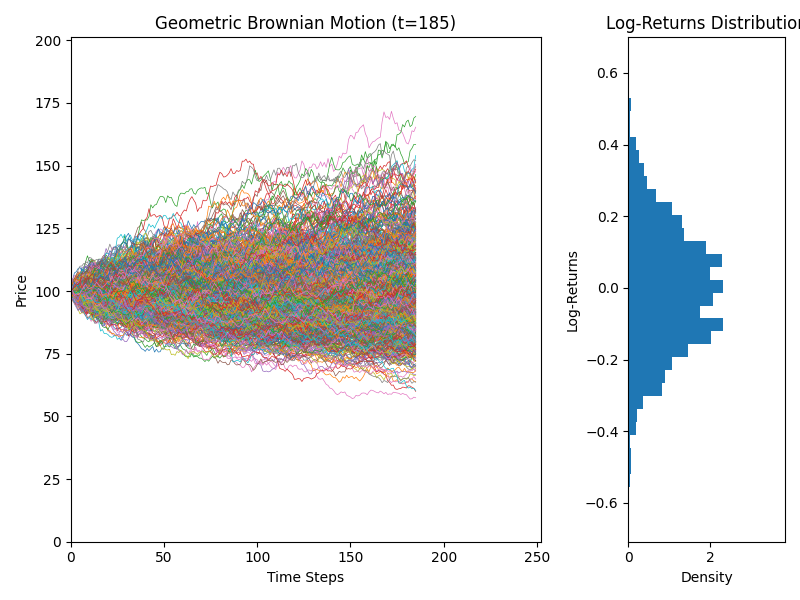 Geometric Brownian Motion (t=185)
Log-Returns Distribution
200
175
150
125
100
75
50
25
0
Price
0 50 100 150 200 250
Time Steps
0.6
0.4
0.2
0.0
−0.2
−0.4
−0.6
Log-Returns
0 2
Density